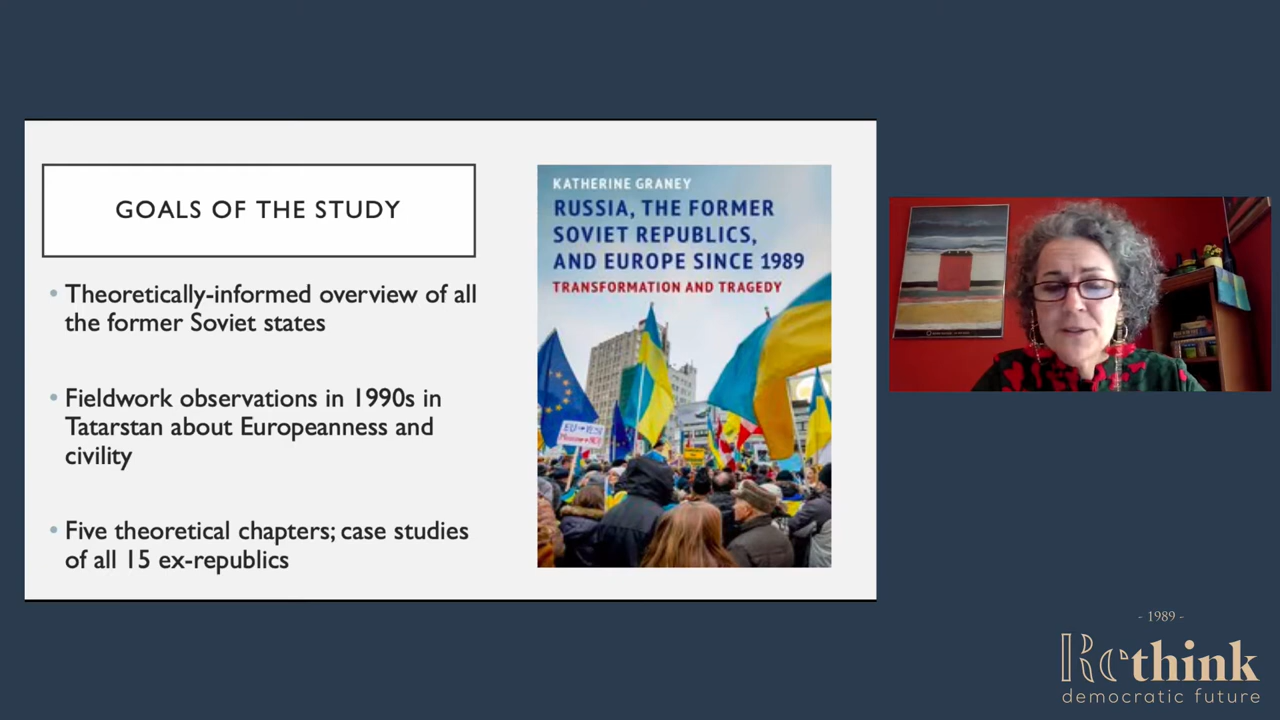 GOALS OF THE STUDY
• Theoretically-informed overview of all
the former Soviet states
• Fieldwork observations in 1990s in
Tatarstan about Europeanness and
civility
• Five theoretical chapters; case studies
of all 15 ex-republics
KATHERINE GRANEY
RUSSIA, THE FORMER
SOVIET REPUBLICS,
AND EUROPE SINCE 1989
TRANSFORMATION AND TRAGEDY
- 1989 -
Rethink
democratic future